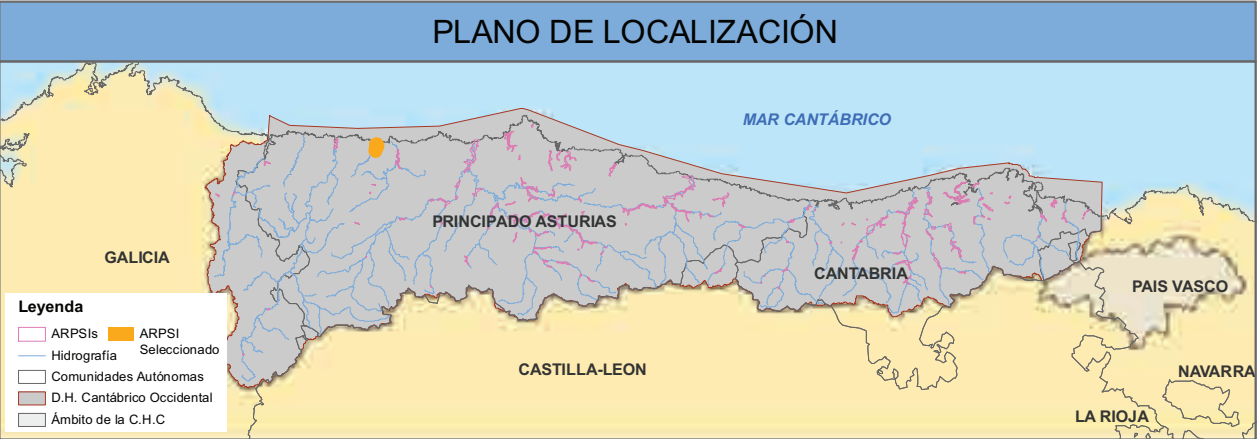 PLANO DE LOCALIZACIÓN
MAR CANTÁBRICO
PRINCIPADO ASTURIAS
GALICIA
CANTABRIA
PAIS VASCO
CASTILLA-LEON
NAVARRA
LA RIOJA
Leyenda
ARPSIs
ARPSI
Seleccionado
Hidrografía
Comunidades Autónomas
D.H. Cantábrico Occidental
Ámbito de la C.H.C